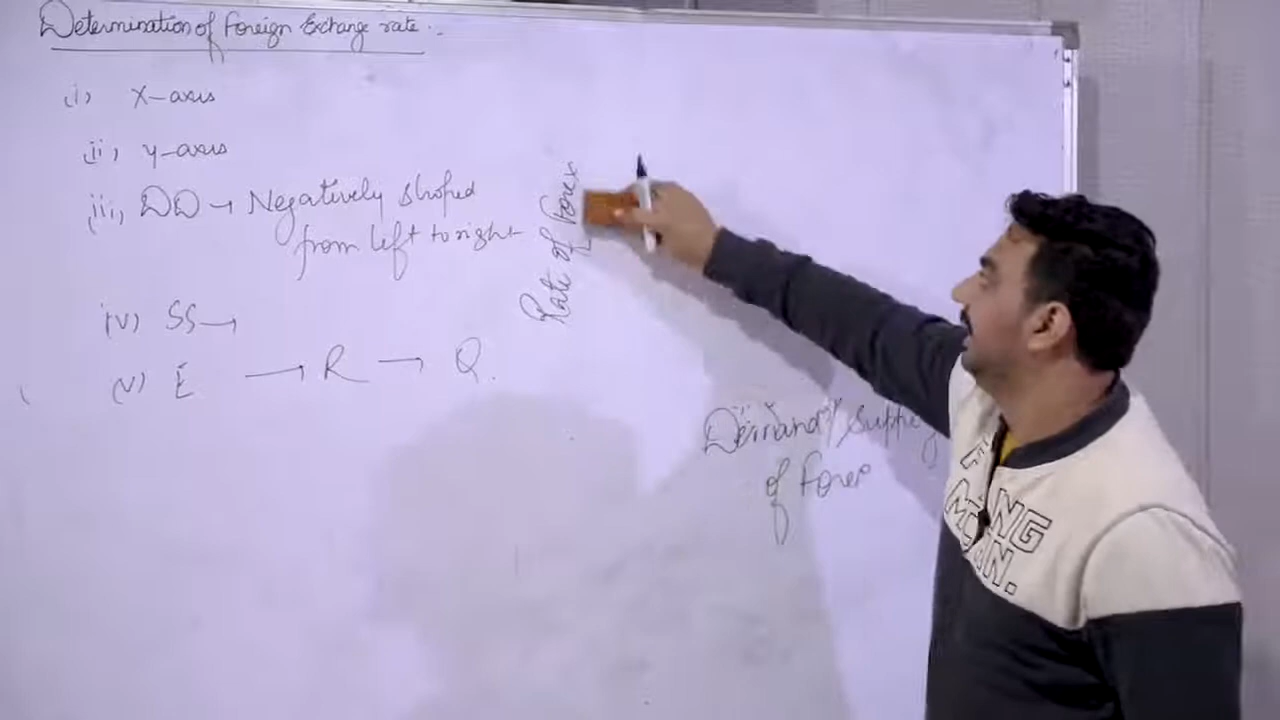 Determination of Foreign Exchange rate.
(i) X-axis
(ii) Y-axis
(iii) DD → Negatively sloped
from left to right
(iv) SS →
(v) E → R → Q.
Rate of Forex
Demand / Supply
of Forex